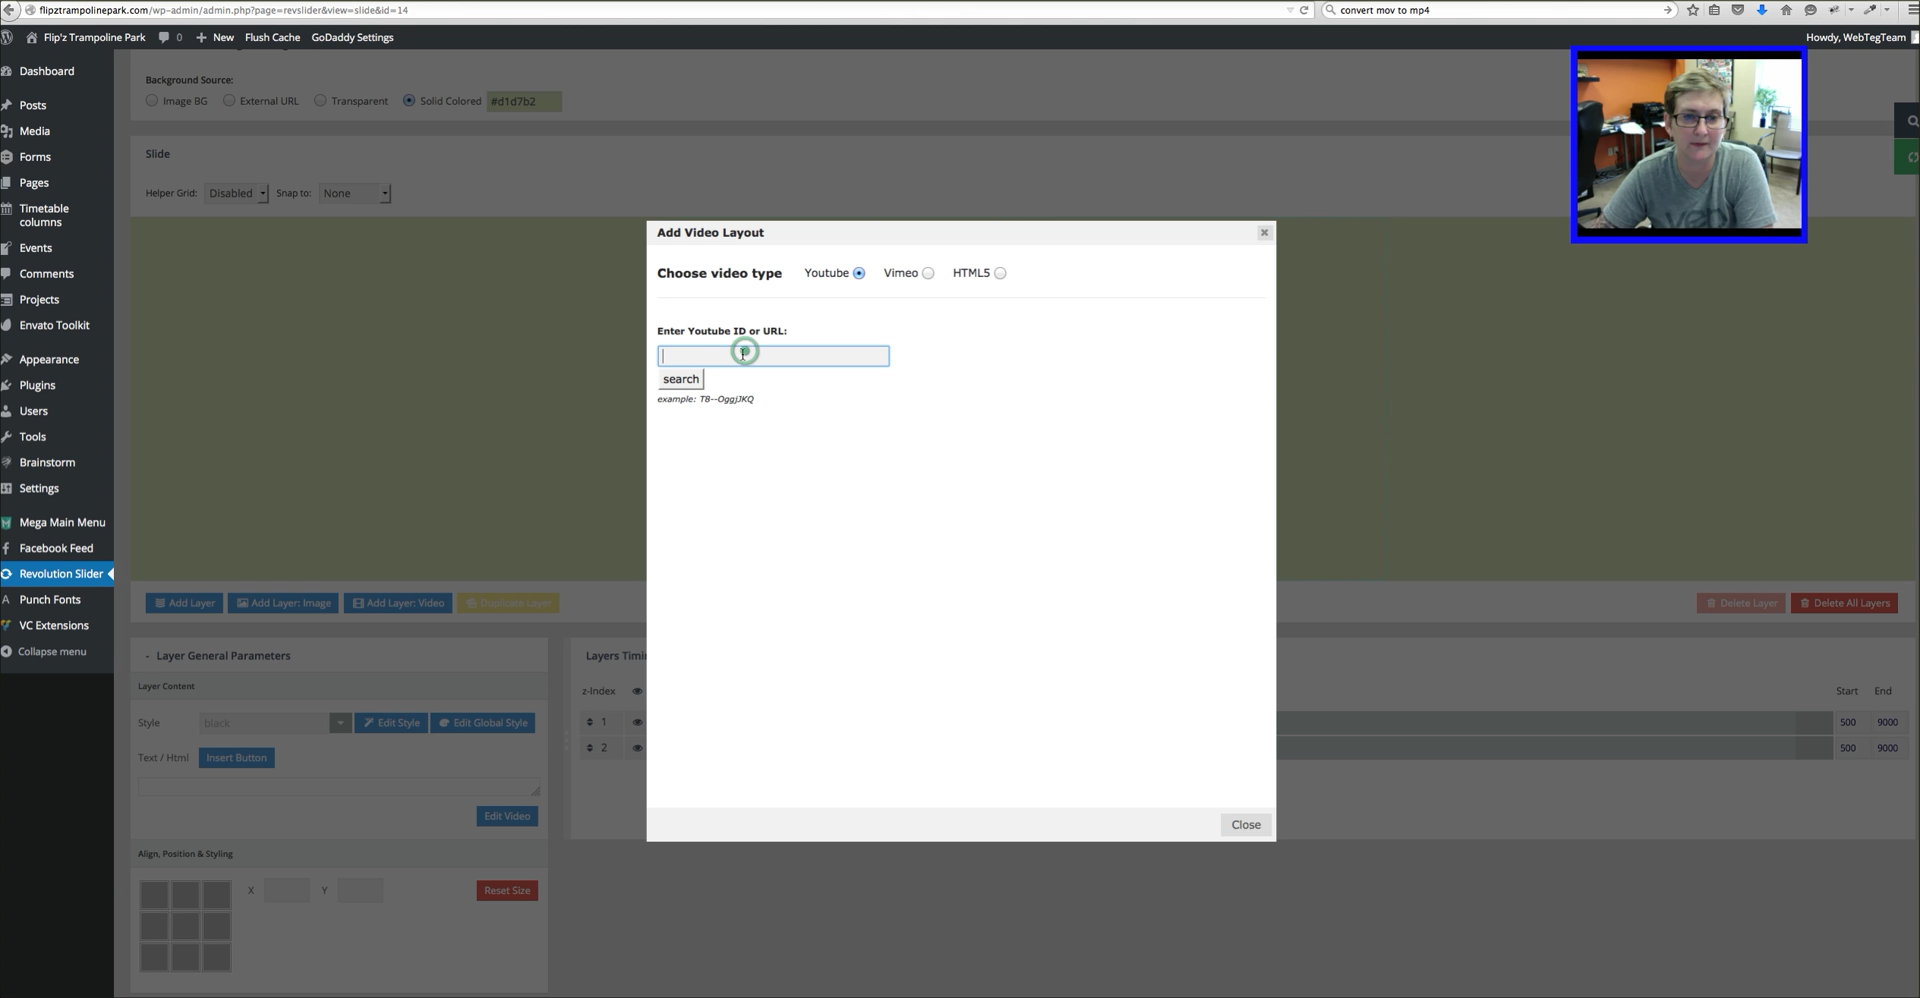 flipztrampolinepark.com/wp-admin/admin.php?page=revslider&view=slide&id=14
convert mov to mp4
Flip'z Trampoline Park
0
New
Flush Cache
GoDaddy Settings
Howdy, WebTegTeam
Dashboard
Posts
Media
Forms
Pages
Timetable
columns
Events
Comments
Projects
Envato Toolkit
Appearance
Plugins
Users
Tools
Brainstorm
Settings
Mega Main Menu
Facebook Feed
Revolution Slider
Punch Fonts
VC Extensions
Collapse menu
Background Source:
Image BG
External URL
Transparent
Solid Colored
#d1d7b2
Slide
Helper Grid:
Disabled
Snap to:
None
Add Video Layout
Choose video type
Youtube
Vimeo
HTML5
Enter Youtube ID or URL:
search
example: T8--OggjJKQ
Close
Add Layer
Add Layer: Image
Add Layer: Video
Duplicate Layer
Delete Layer
Delete All Layers
- Layer General Parameters
Layer Content
Style
black
Edit Style
Edit Global Style
Text / Html
Insert Button
Edit Video
Align, Position & Styling
X
Y
Reset Size
z-Index
Start
End
1
500
9000
2
500
9000